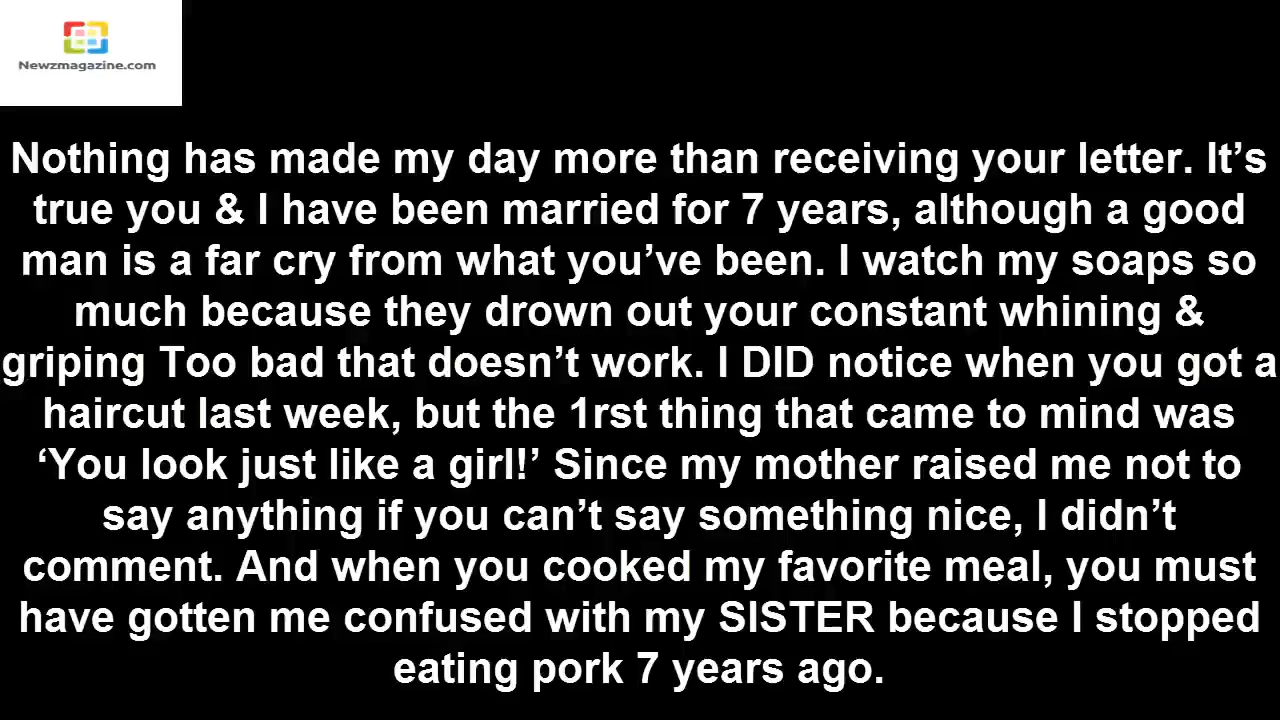 Newzmagazine.com
Nothing has made my day more than receiving your letter. It’s
true you & I have been married for 7 years, although a good
man is a far cry from what you’ve been. I watch my soaps so
much because they drown out your constant whining &
griping Too bad that doesn’t work. I DID notice when you got a
haircut last week, but the 1rst thing that came to mind was
‘You look just like a girl!’ Since my mother raised me not to
say anything if you can’t say something nice, I didn’t
comment. And when you cooked my favorite meal, you must
have gotten me confused with my SISTER because I stopped
eating pork 7 years ago.